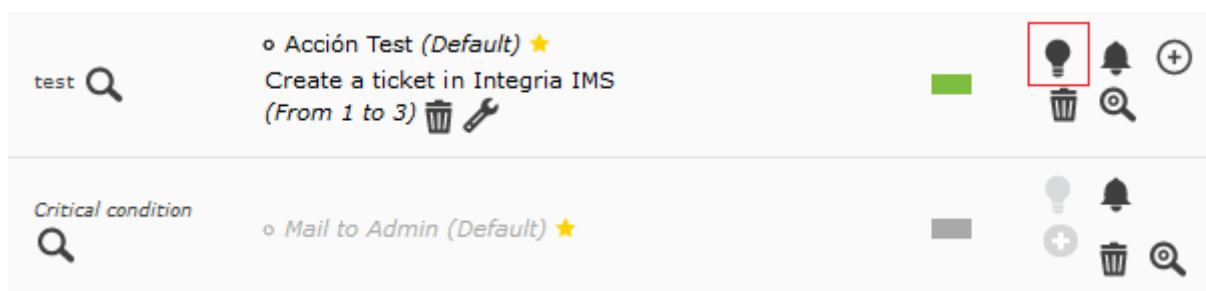 test
Acción Test (Default)
Create a ticket in Integria IMS
(From 1 to 3)
Critical condition
Mail to Admin (Default)